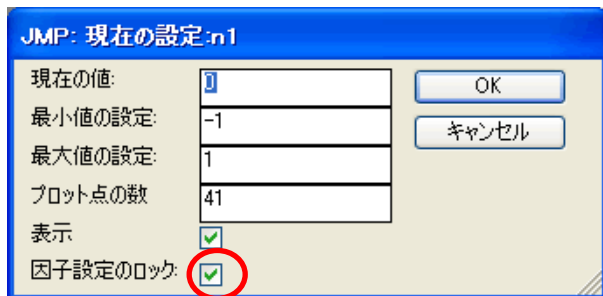 JMP: 現在の設定:n1
現在の値: 0 OK
最小値の設定: -1 キャンセル
最大値の設定: 1
プロット点の数 41
表示
因子設定のロック: